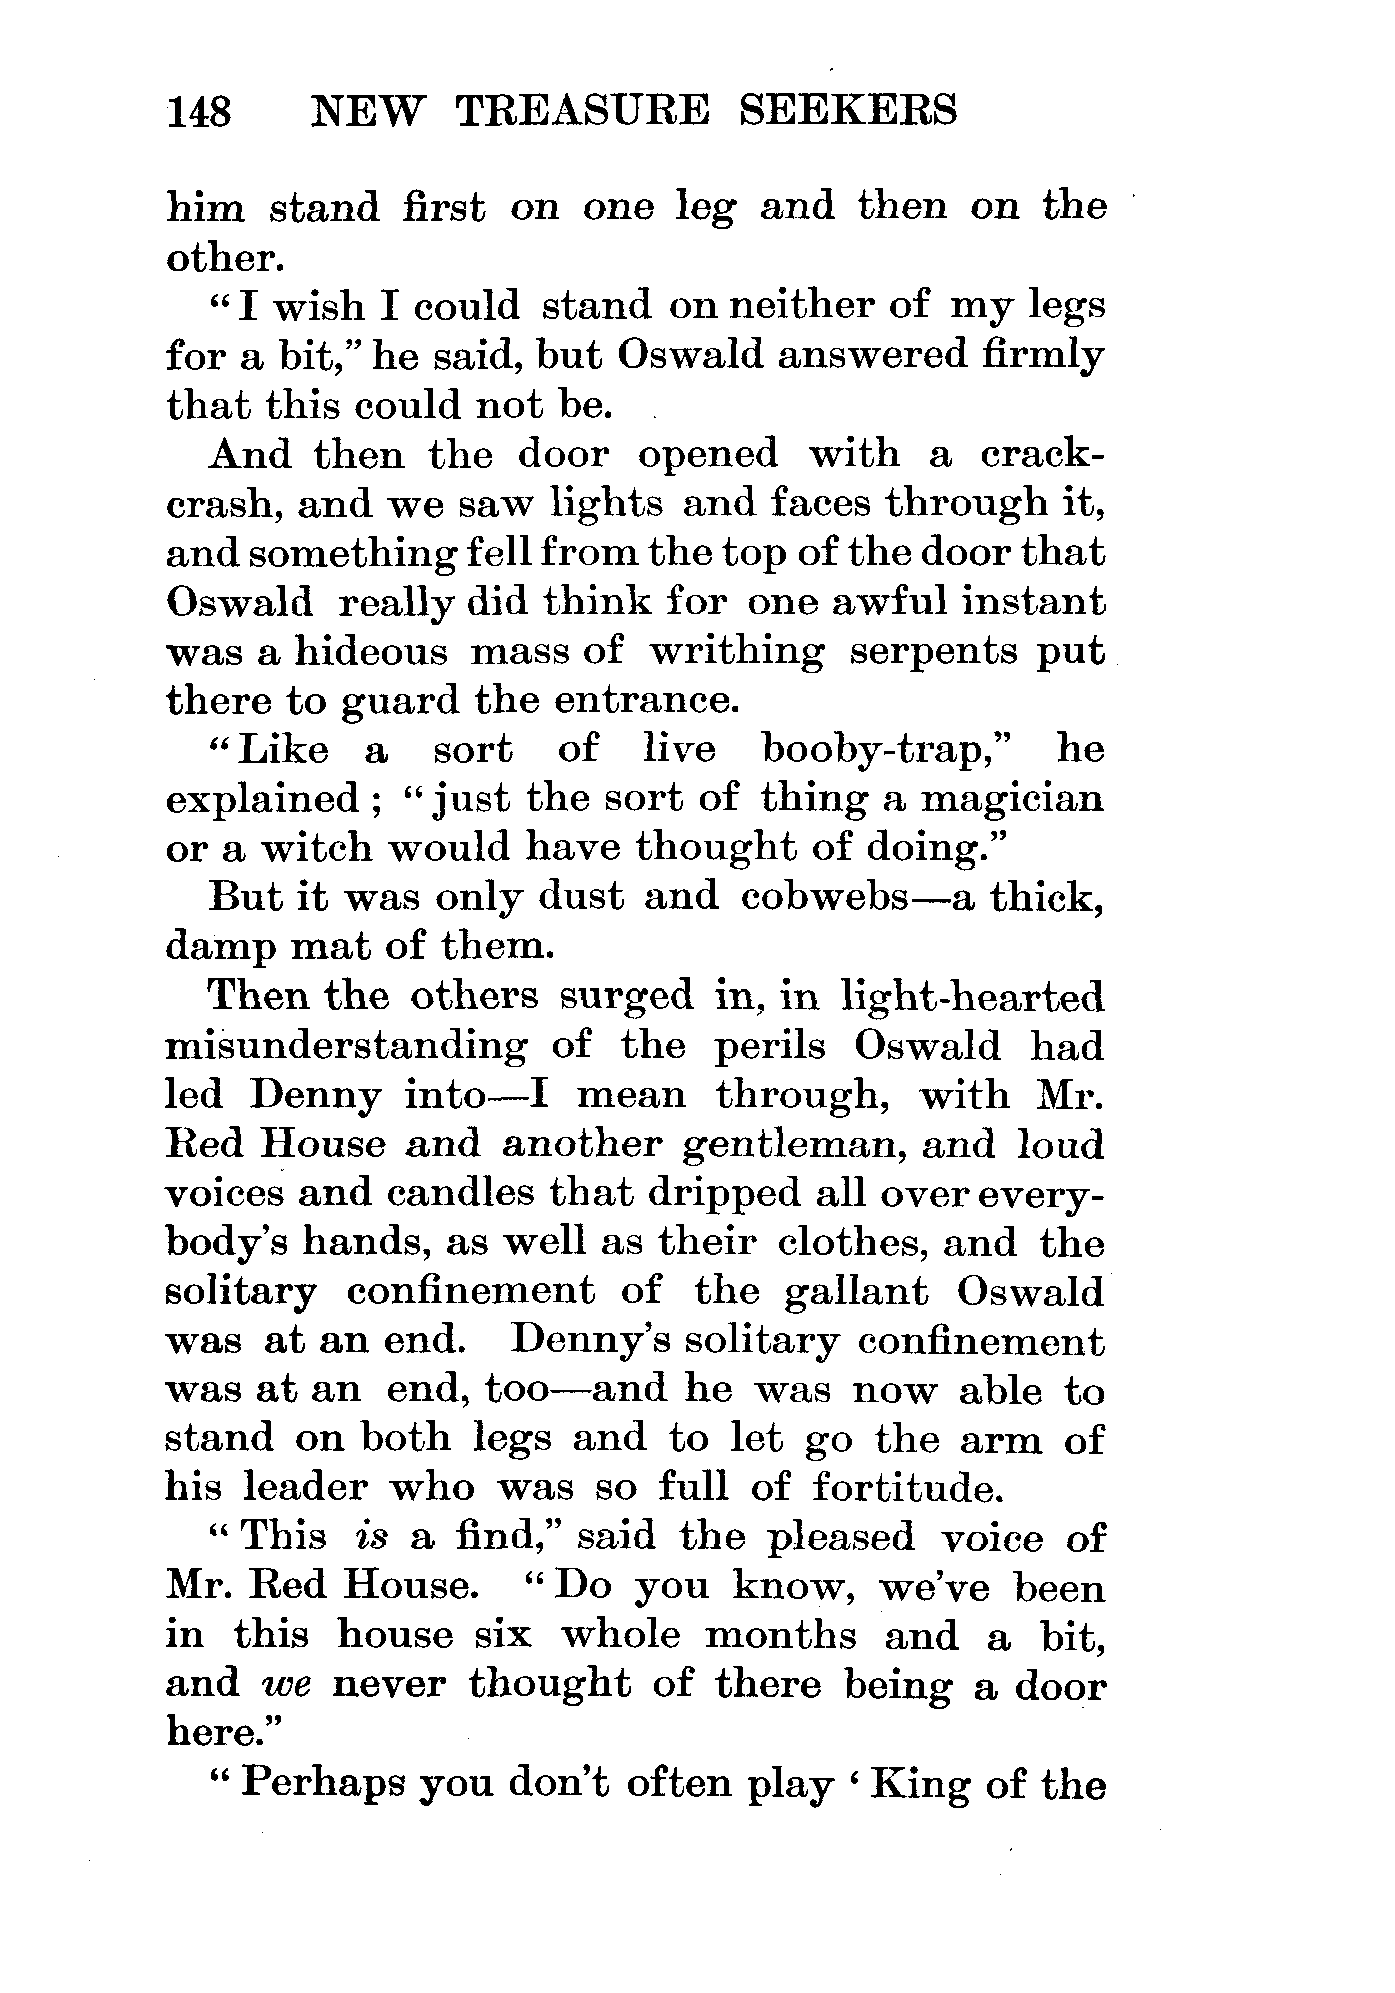 148 NEW TREASURE SEEKERS
him stand first on one leg and then on the
other.
“I wish I could stand on neither of my legs
for a bit,” he said, but Oswald answered firmly
that this could not be.
And then the door opened with a crack-
crash, and we saw lights and faces through it,
and something fell from the top of the door that
Oswald really did think for one awful instant
was a hideous mass of writhing serpents put
there to guard the entrance.
“Like a sort of live booby-trap,” he
explained; “just the sort of thing a magician
or a witch would have thought of doing.”
But it was only dust and cobwebs—a thick,
damp mat of them.
Then the others surged in, in light-hearted
misunderstanding of the perils Oswald had
led Denny into—I mean through, with Mr.
Red House and another gentleman, and loud
voices and candles that dripped all over every-
body's hands, as well as their clothes, and the
solitary confinement of the gallant Oswald
was at an end. Denny's solitary confinement
was at an end, too—and he was now able to
stand on both legs and to let go the arm of
his leader who was so full of fortitude.
“This is a find,” said the pleased voice of
Mr. Red House. “Do you know, we've been
in this house six whole months and a bit,
and we never thought of there being a door
here.”
“Perhaps you don't often play ‘King of the